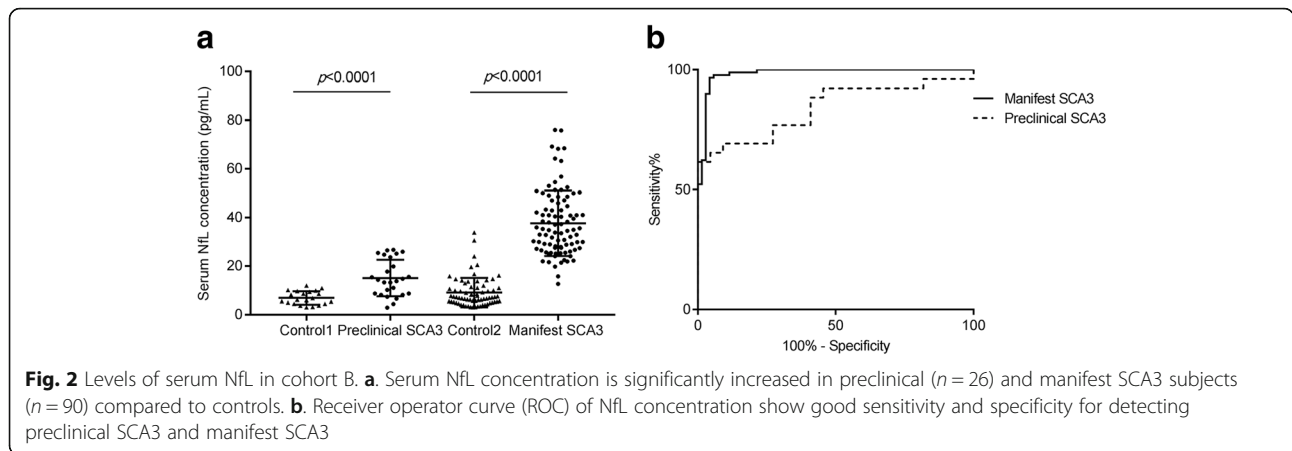 a
b
p<0.0001
p<0.0001
Serum NfL concentration (pg/mL)
100
80
60
40
20
0
Control1 Preclinical SCA3 Control2 Manifest SCA3
Sensitivity%
100
50
0
0 50 100
100% - Specificity
Manifest SCA3
Preclinical SCA3
Fig. 2 Levels of serum NfL in cohort B. a. Serum NfL concentration is significantly increased in preclinical (n = 26) and manifest SCA3 subjects
(n = 90) compared to controls. b. Receiver operator curve (ROC) of NfL concentration show good sensitivity and specificity for detecting
preclinical SCA3 and manifest SCA3